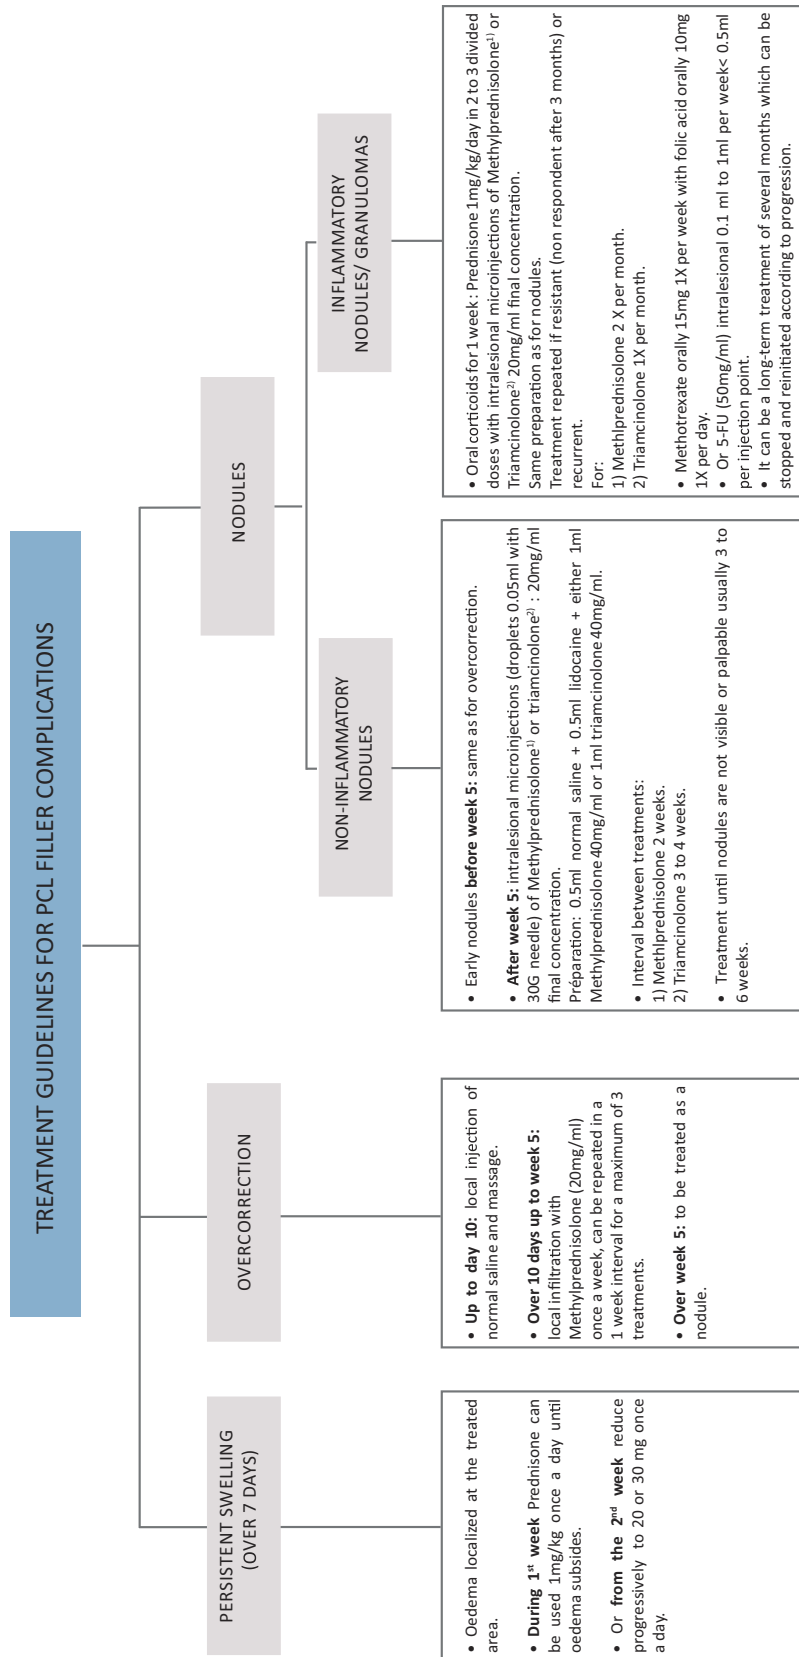 TREATMENT GUIDELINES FOR PCL FILLER COMPLICATIONS
PERSISTENT SWELLING
(OVER 7 DAYS)
• Oedema localized at the treated
area.
• During 1st week Prednisone can
be used 1mg/kg once a day until
oedema subsides.
• Or from the 2nd week reduce
progressively to 20 or 30 mg once
a day.
OVERCORRECTION
• Up to day 10: local injection of
normal saline and massage.
• Over 10 days up to week 5:
local infiltration with
Methylprednisolone (20mg/ml)
once a week, can be repeated in a
1 week interval for a maximum of 3
treatments.
• Over week 5: to be treated as a
nodule.
NODULES
NON-INFLAMMATORY
NODULES
• Early nodules before week 5: same as for overcorrection.
• After week 5: intralesional microinjections (droplets 0.05ml with
30G needle) of Methylprednisolone1) or triamcinolone2) : 20mg/ml
final concentration.
Préparation: 0.5ml normal saline + 0.5ml lidocaine + either 1ml
Methylprednisolone 40mg/ml or 1ml triamcinolone 40mg/ml.
• Interval between treatments:
1) Methlprednisolone 2 weeks.
2) Triamcinolone 3 to 4 weeks.
• Treatment until nodules are not visible or palpable usually 3 to
6 weeks.
INFLAMMATORY
NODULES/ GRANULOMAS
• Oral corticoids for 1 week: Prednisone 1mg/kg/day in 2 to 3 divided
doses with intralesional microinjections of Methylprednisolone1) or
Triamcinolone2) 20mg/ml final concentration.
Same preparation as for nodules.
Treatment repeated if resistant (non respondent after 3 months) or
recurrent.
For:
1) Methlprednisolone 2 X per month.
2) Triamcinolone 1X per month.
• Methotrexate orally 15mg 1X per week with folic acid orally 10mg
1X per day.
• Or 5-FU (50mg/ml) intralesional 0.1 ml to 1ml per week< 0.5ml
per injection point.
• It can be a long-term treatment of several months which can be
stopped and reinitiated according to progression.